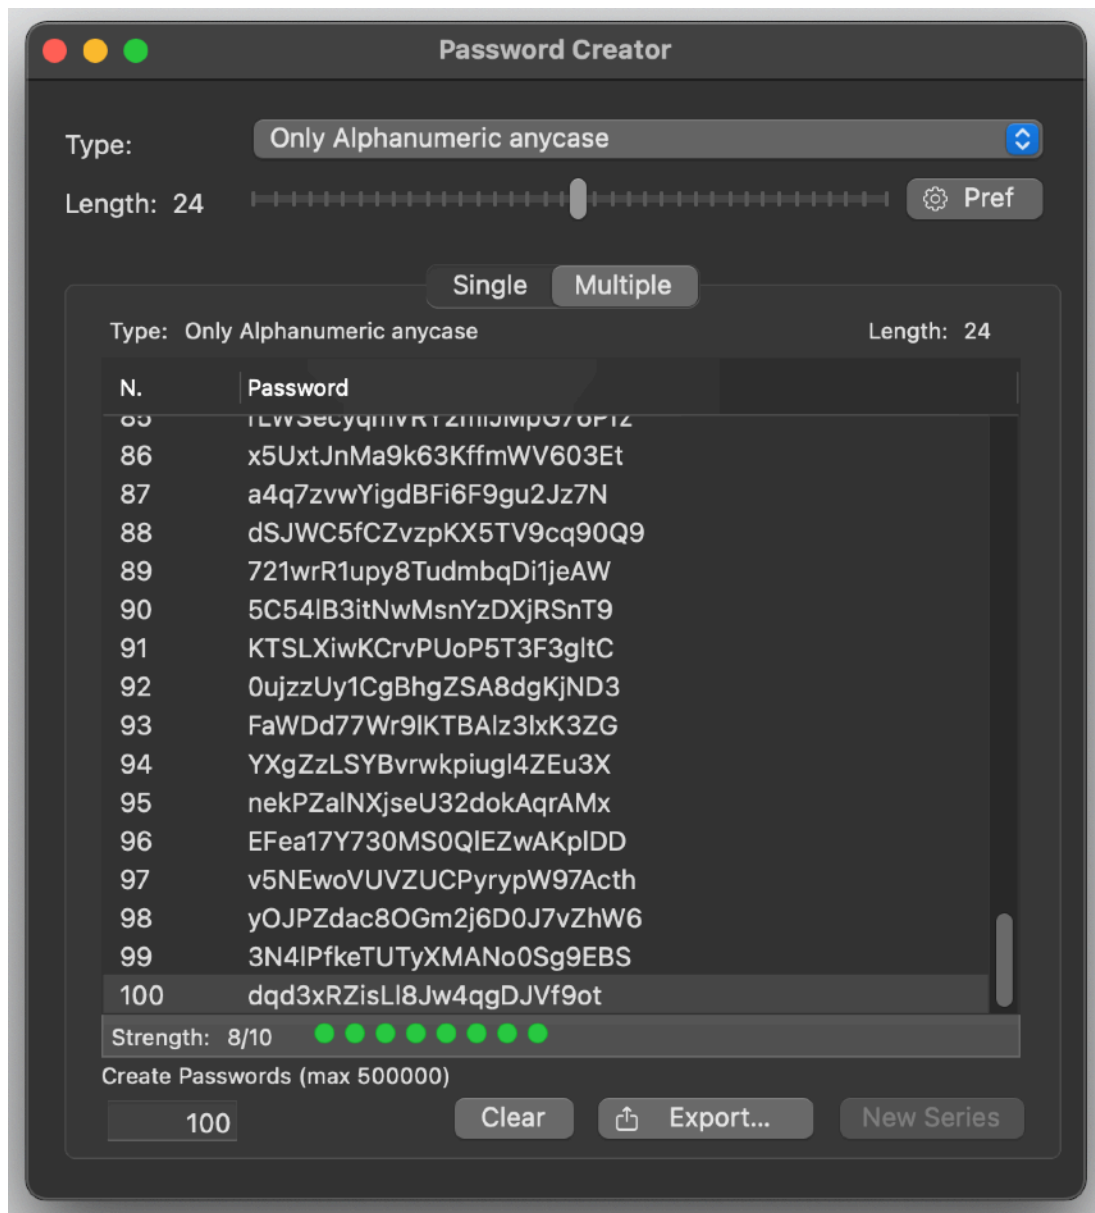 Password Creator
Type: Only Alphanumeric anycase
Length: 24 Pref
Single Multiple
Type: Only Alphanumeric anycase Length: 24
N. Password
85
86 x5UxtJnMa9k63KffmWV603Et
87 a4q7zvwYigdBFi6F9gu2Jz7N
88 dSJWC5fCZvzpKX5TV9cq90Q9
89 721wrR1upy8TudmbqDi1jeAW
90 5C54lB3itNwMsnYzDXjRSnT9
91 KTSLXiwKCrvPUoP5T3F3gltC
92 0ujzzUy1CgBhgZSA8dgKjND3
93 FaWDd77Wr9lKTBAlz3lxK3ZG
94 YXgZzLSYBvrwkpiugl4ZEu3X
95 nekPZalNXjseU32dokAqrAMx
96 EFea17Y730MS0QlEZwAKplDD
97 v5NEwoVUVZUCPyrypW97Acth
98 yOJPZdac8OGm2j6D0J7vZhW6
99 3N4lPfkeTUTyXMANo0Sg9EBS
100 dqd3xRZisLl8Jw4qgDJVf9ot
Strength: 8/10
Create Passwords (max 500000)
100 Clear Export... New Series